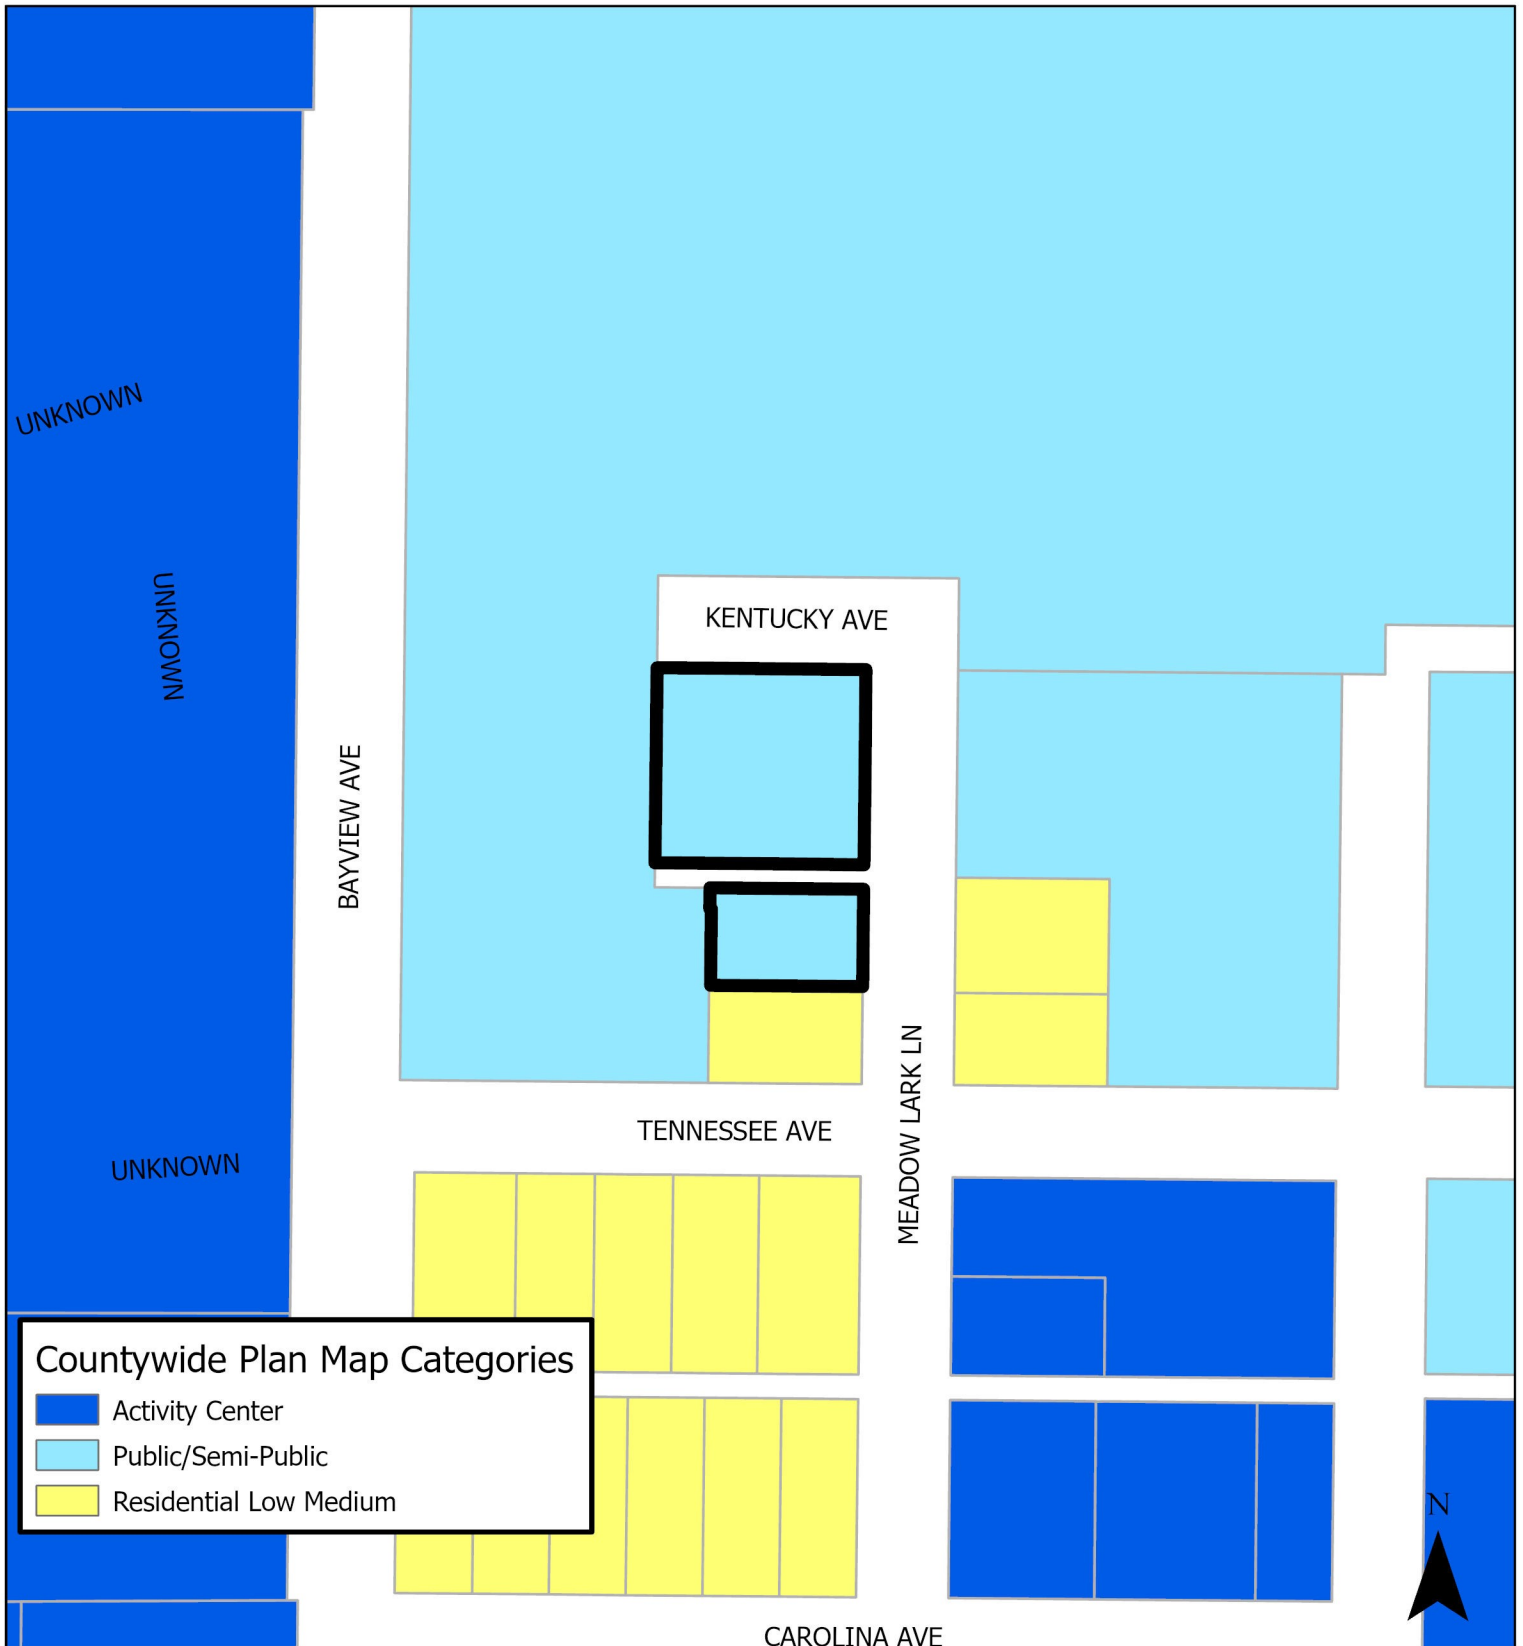 UNKNOWN
UNKNOWN
KENTUCKY AVE
BAYVIEW AVE
MEADOW LARK LN
TENNESSEE AVE
UNKNOWN
Countywide Plan Map Categories
Activity Center
Public/Semi-Public
Residential Low Medium
N
CAROLINA AVE